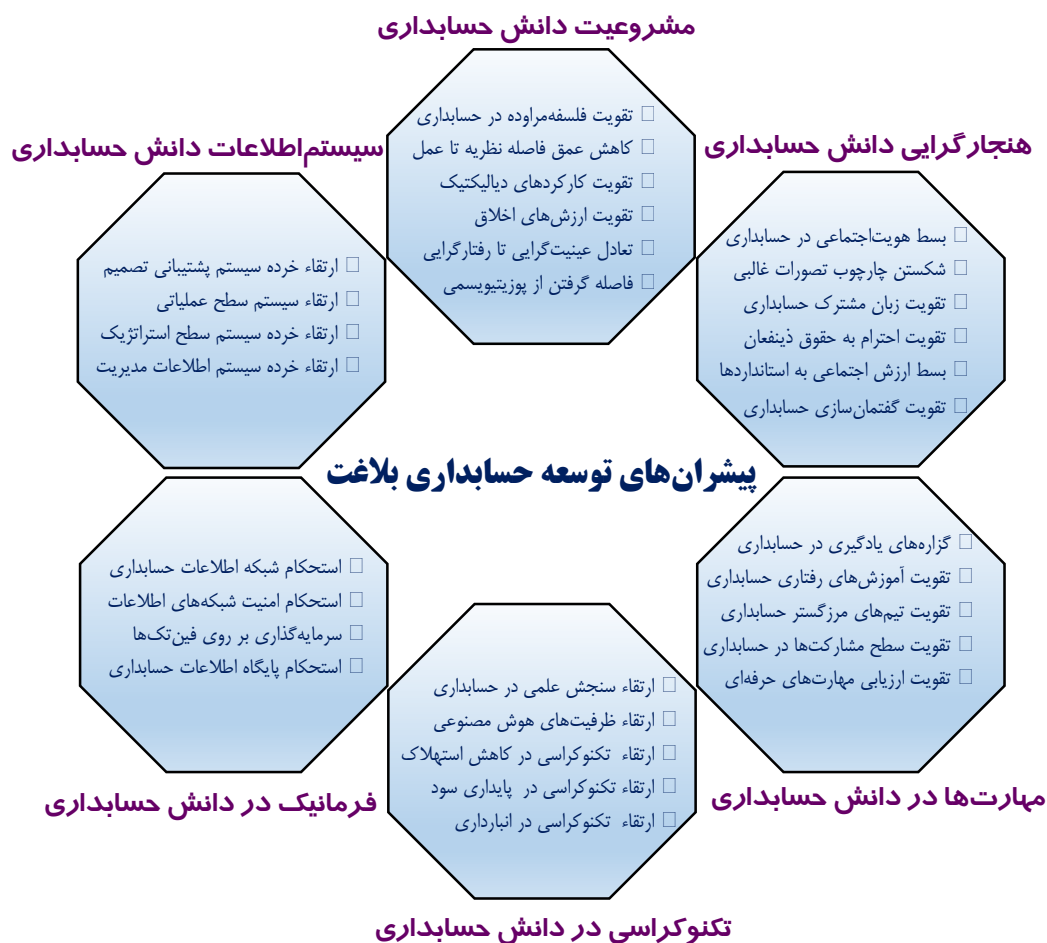 مشروعیت دانش حسابداری
تقویت فلسفه‌مراوده در حسابداری
کاهش عمق فاصله نظریه تا عمل
تقویت کارکردهای دیالیکتیک
تقویت ارزش‌های اخلاق
تعادل عینیت‌گرایی تا رفتارگرایی
فاصله گرفتن از پوزیتیویسمی
هنجارگرایی دانش حسابداری
بسط هویت‌اجتماعی در حسابداری
شکستن چارچوب تصورات غالبی
تقویت زبان مشترک حسابداری
تقویت احترام به حقوق ذینفعان
بسط ارزش اجتماعی به استانداردها
تقویت گفتمان‌سازی حسابداری
سیستم‌اطلاعات دانش حسابداری
ارتقاء خرده سیستم پشتیبانی تصمیم
ارتقاء سیستم سطح عملیاتی
ارتقاء خرده سیستم سطح استراتژیک
ارتقاء خرده سیستم اطلاعات مدیریت
پیشران‌های توسعه حسابداری بلاغت
گزاره‌های یادگیری در حسابداری
تقویت آموزش‌های رفتاری حسابداری
تقویت تیم‌های مرزگستر حسابداری
تقویت سطح مشارکت‌ها در حسابداری
تقویت ارزیابی مهارت‌های حرفه‌ای
مهارت‌ها در دانش حسابداری
استحکام شبکه اطلاعات حسابداری
استحکام امنیت شبکه‌های اطلاعات
سرمایه‌گذاری بر روی فین‌تک‌ها
استحکام پایگاه اطلاعات حسابداری
فرمانیک در دانش حسابداری
ارتقاء سنجش علمی در حسابداری
ارتقاء ظرفیت‌های هوش مصنوعی
ارتقاء تکنوکراسی در کاهش استهلاک
ارتقاء تکنوکراسی در پایداری سود
ارتقاء تکنوکراسی در انبارداری
تکنوکراسی در دانش حسابداری